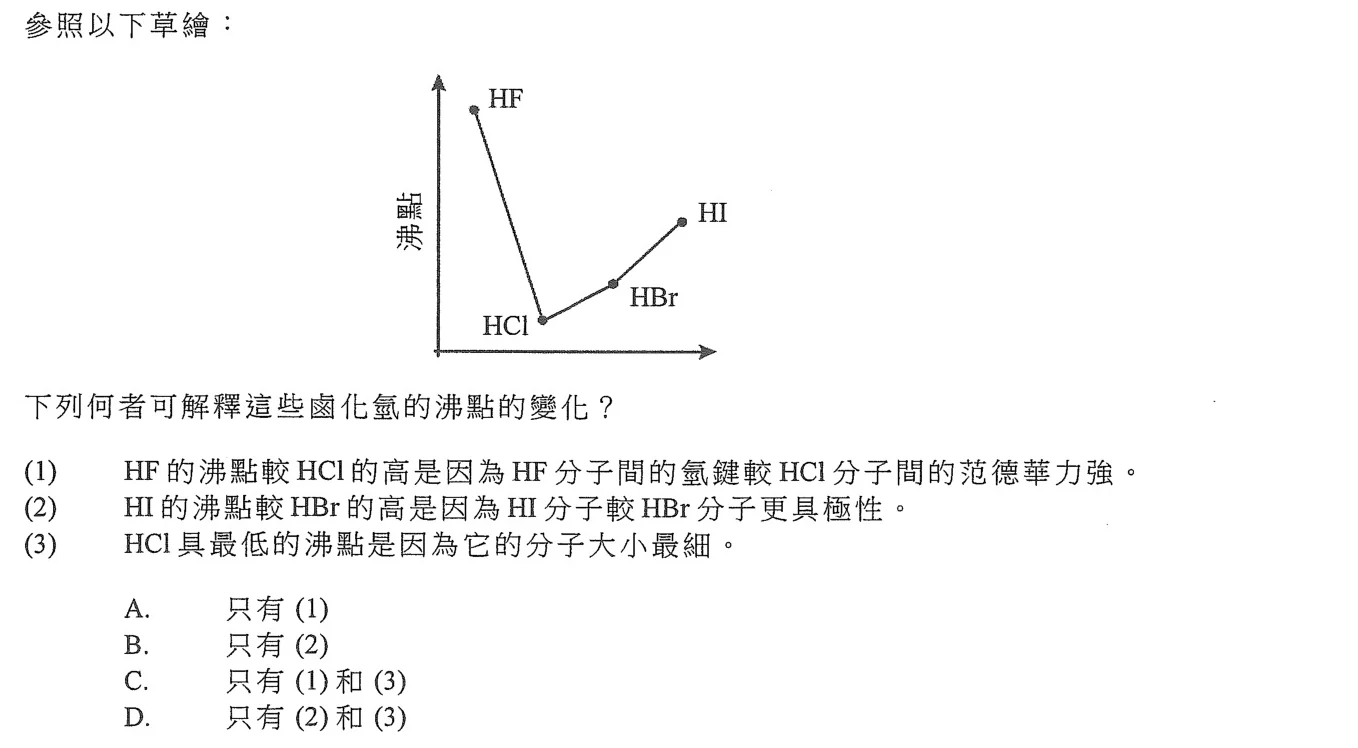 參照以下草繪：
HF
沸點
HI
HBr
HCl
下列何者可解釋這些鹵化氫的沸點的變化？
(1) HF 的沸點較 HCl 的高是因為 HF 分子間的氫鍵較 HCl 分子間的范德華力強。
(2) HI 的沸點較 HBr 的高是因為 HI 分子較 HBr 分子更具極性。
(3) HCl 具最低的沸點是因為它的分子大小最細。
A. 只有 (1)
B. 只有 (2)
C. 只有 (1) 和 (3)
D. 只有 (2) 和 (3)